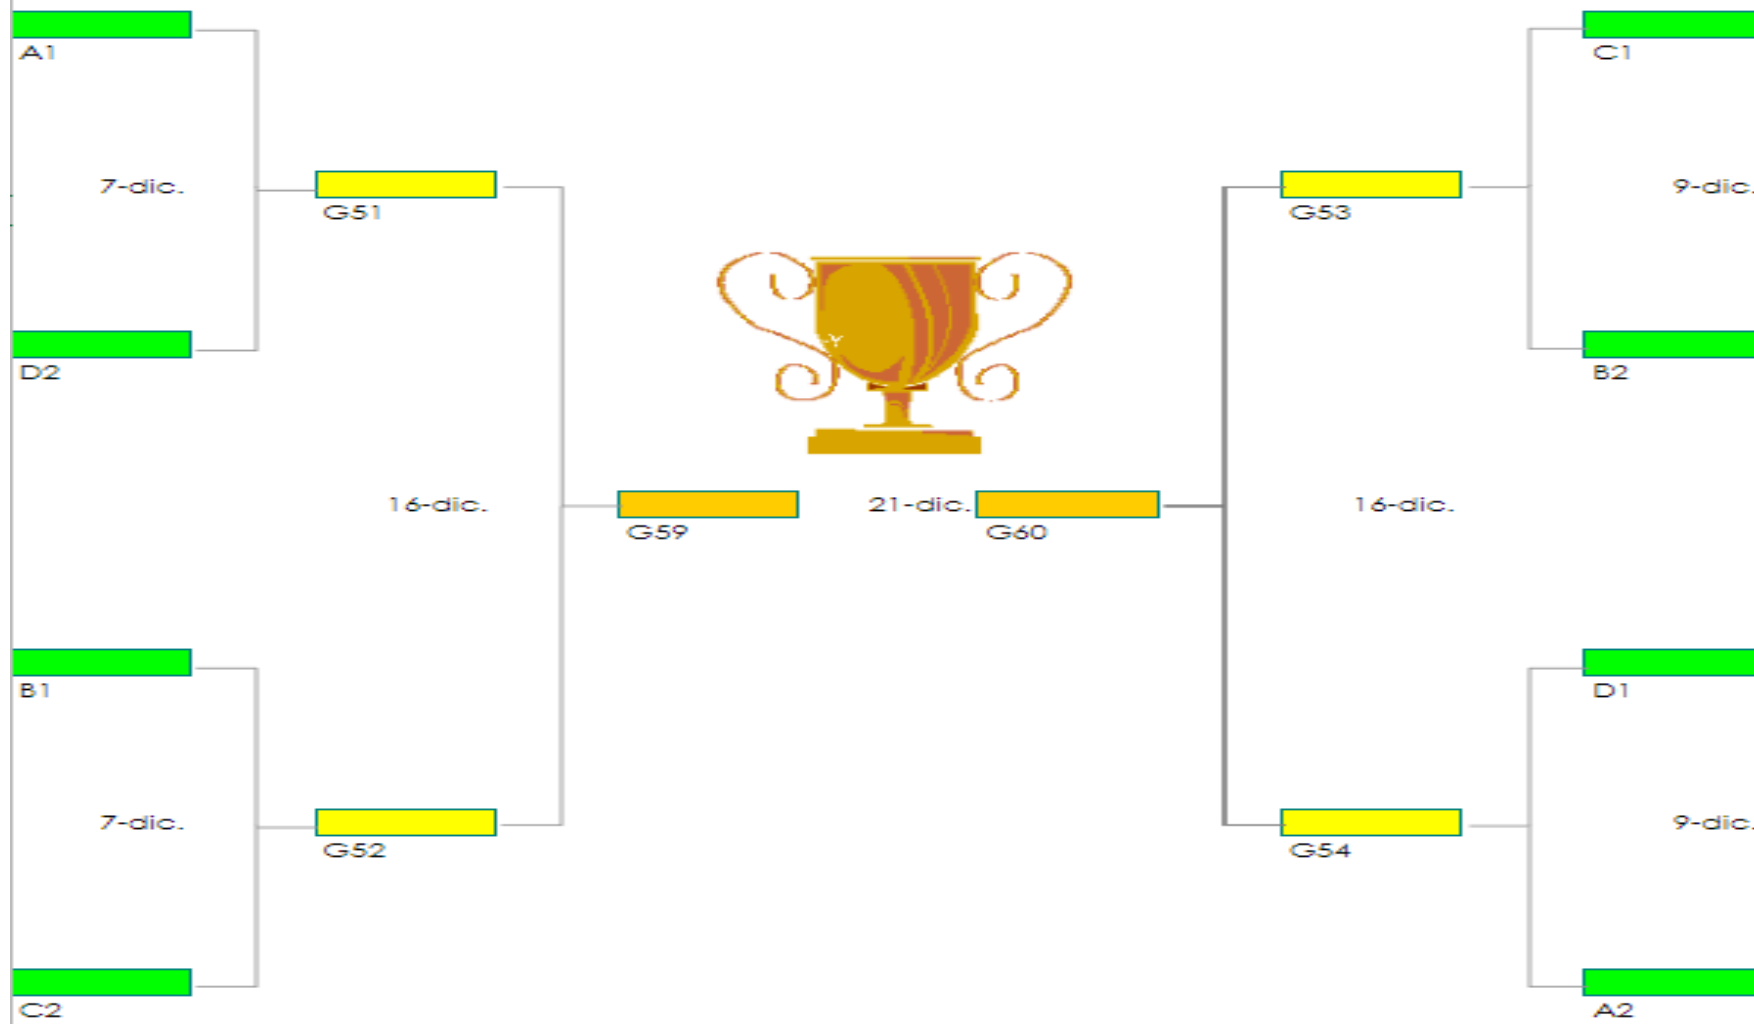 A1
C1
7-dic.
9-dic.
G51
G53
D2
B2
16-dic.
21-dic.
16-dic.
G59
G60
B1
D1
7-dic.
9-dic.
G52
G54
C2
A2